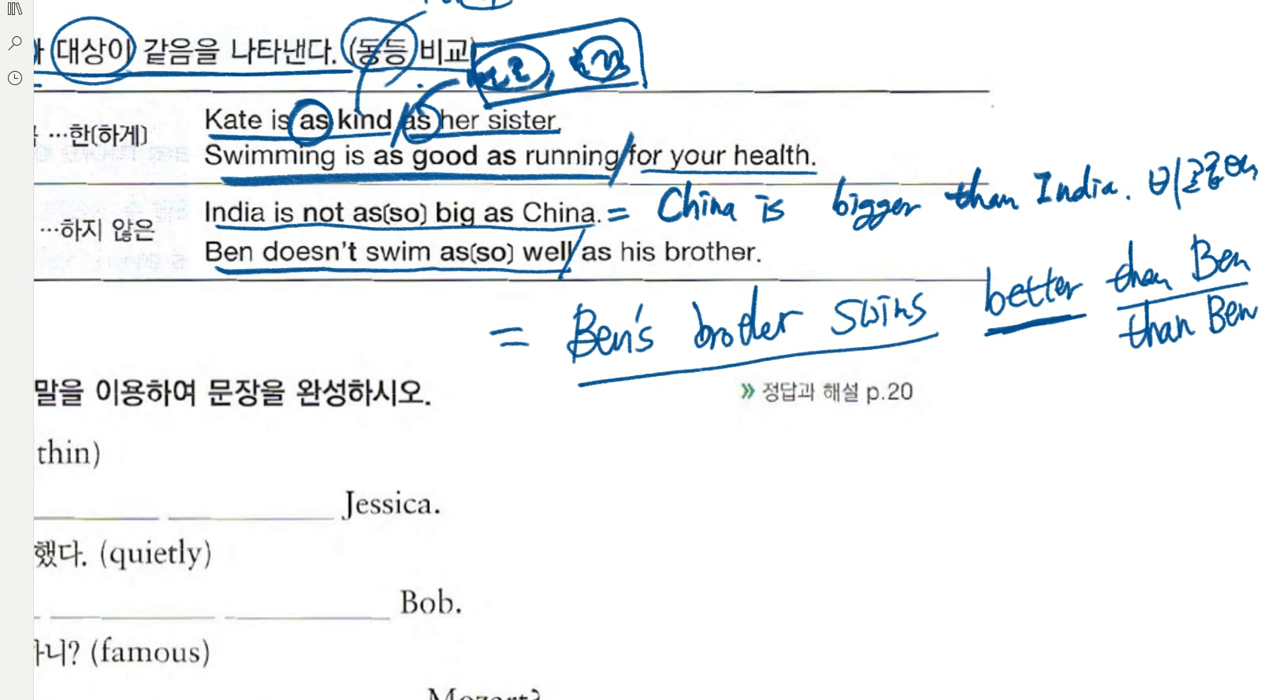 대상이 같음을 나타낸다. (동등 비교)
…한(하게)
Kate is as kind as her sister.
Swimming is as good as running for your health.
…하지 않은
India is not as(so) big as China. = China is bigger than India. 비교급
Ben doesn't swim as(so) well as his brother.
= Ben's broder swims better than Ben
than Ben
말을 이용하여 문장을 완성하시오.
» 정답과 해설 p.20
thin)
Jessica.
했다. (quietly)
Bob.
니? (famous)
Mozart?